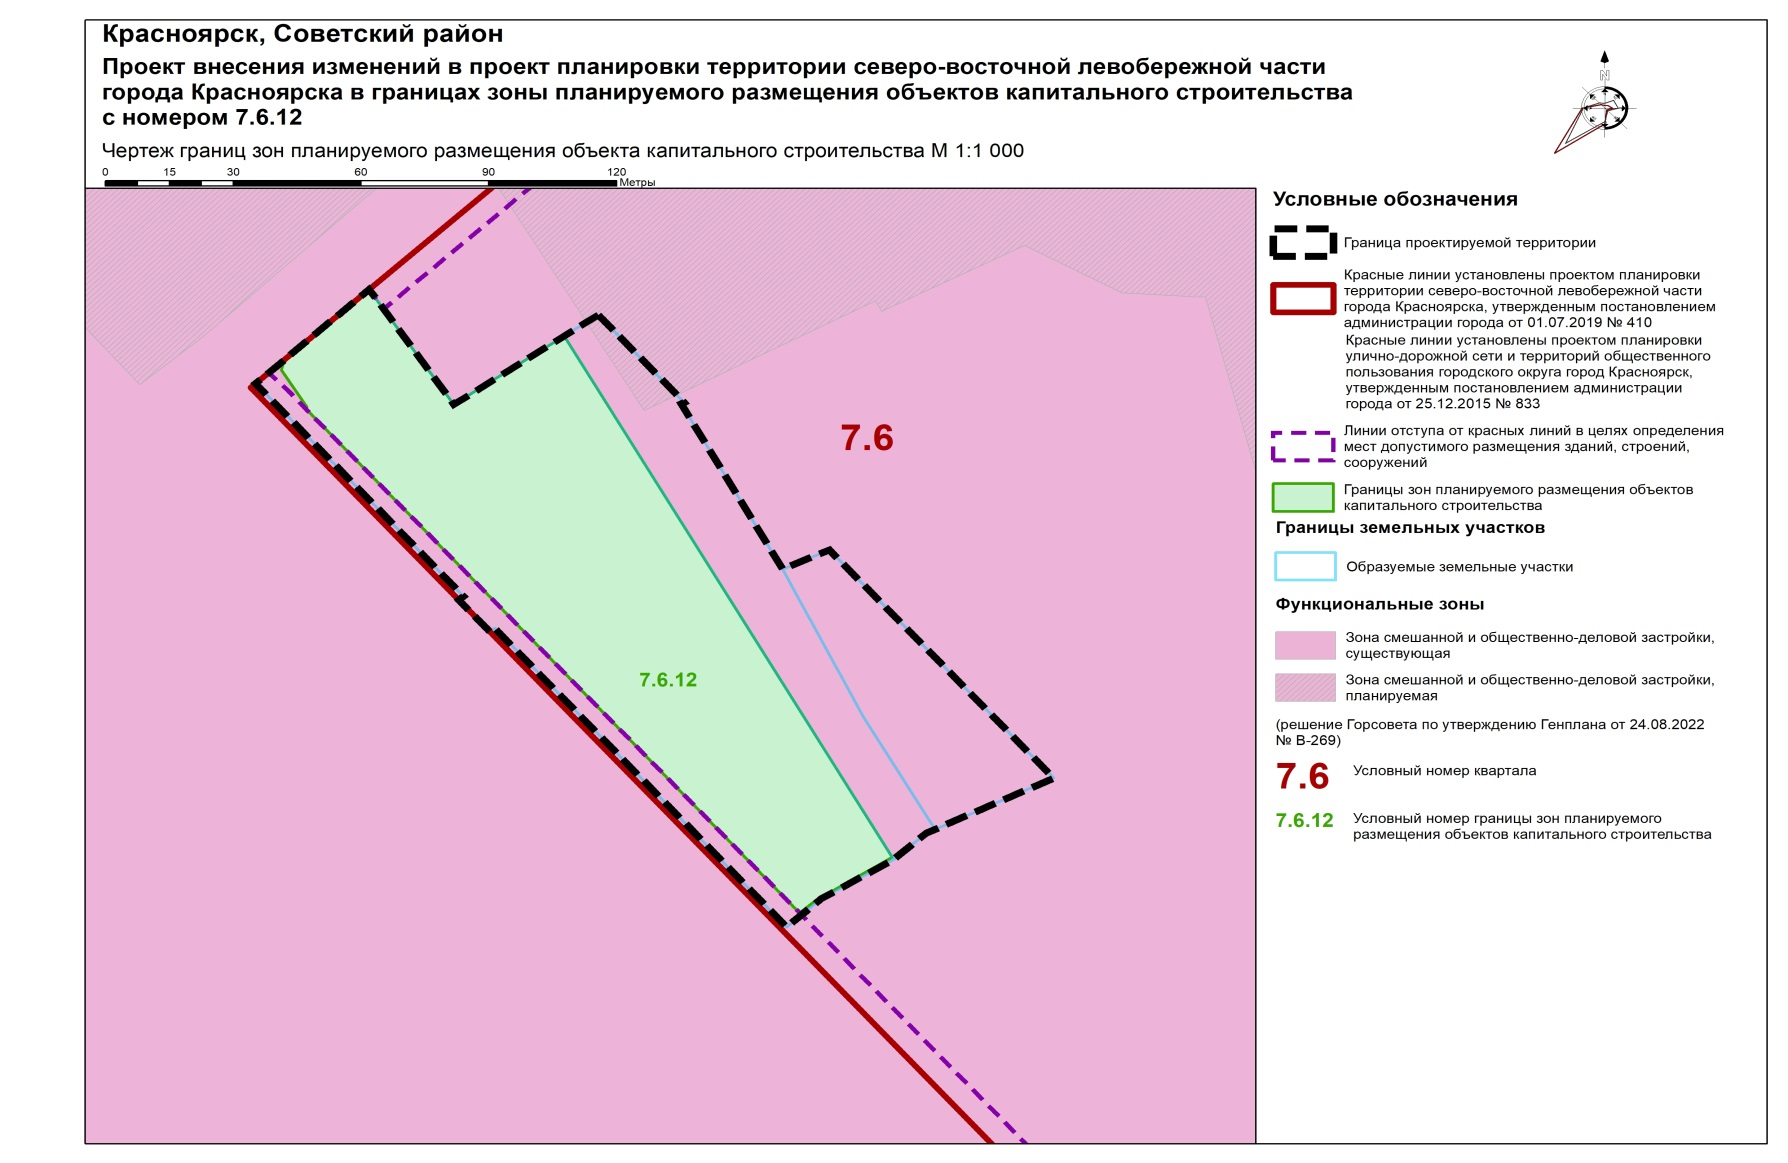 Красноярск, Советский район
Проект внесения изменений в проект планировки территории северо-восточной левобережной части
города Красноярска в границах зоны планируемого размещения объектов капитального строительства
с номером 7.6.12
Чертеж границ зон планируемого размещения объекта капитального строительства М 1:1 000
0 15 30 60 90 120
Метры
N
7.6
7.6.12
Условные обозначения
Граница проектируемой территории
Красные линии установлены проектом планировки
территории северо-восточной левобережной части
города Красноярска, утвержденным постановлением
администрации города от 01.07.2019 № 410
Красные линии установлены проектом планировки
улично-дорожной сети и территорий общественного
пользования городского округа город Красноярск,
утвержденным постановлением администрации
города от 25.12.2015 № 833
Линии отступа от красных линий в целях определения
мест допустимого размещения зданий, строений,
сооружений
Границы зон планируемого размещения объектов
капитального строительства
Границы земельных участков
Образуемые земельные участки
Функциональные зоны
Зона смешанной и общественно-деловой застройки,
существующая
Зона смешанной и общественно-деловой застройки,
планируемая
(решение Горсовета по утверждению Генплана от 24.08.2022
№ В-269)
7.6 Условный номер квартала
7.6.12 Условный номер границы зон планируемого
размещения объектов капитального строительства